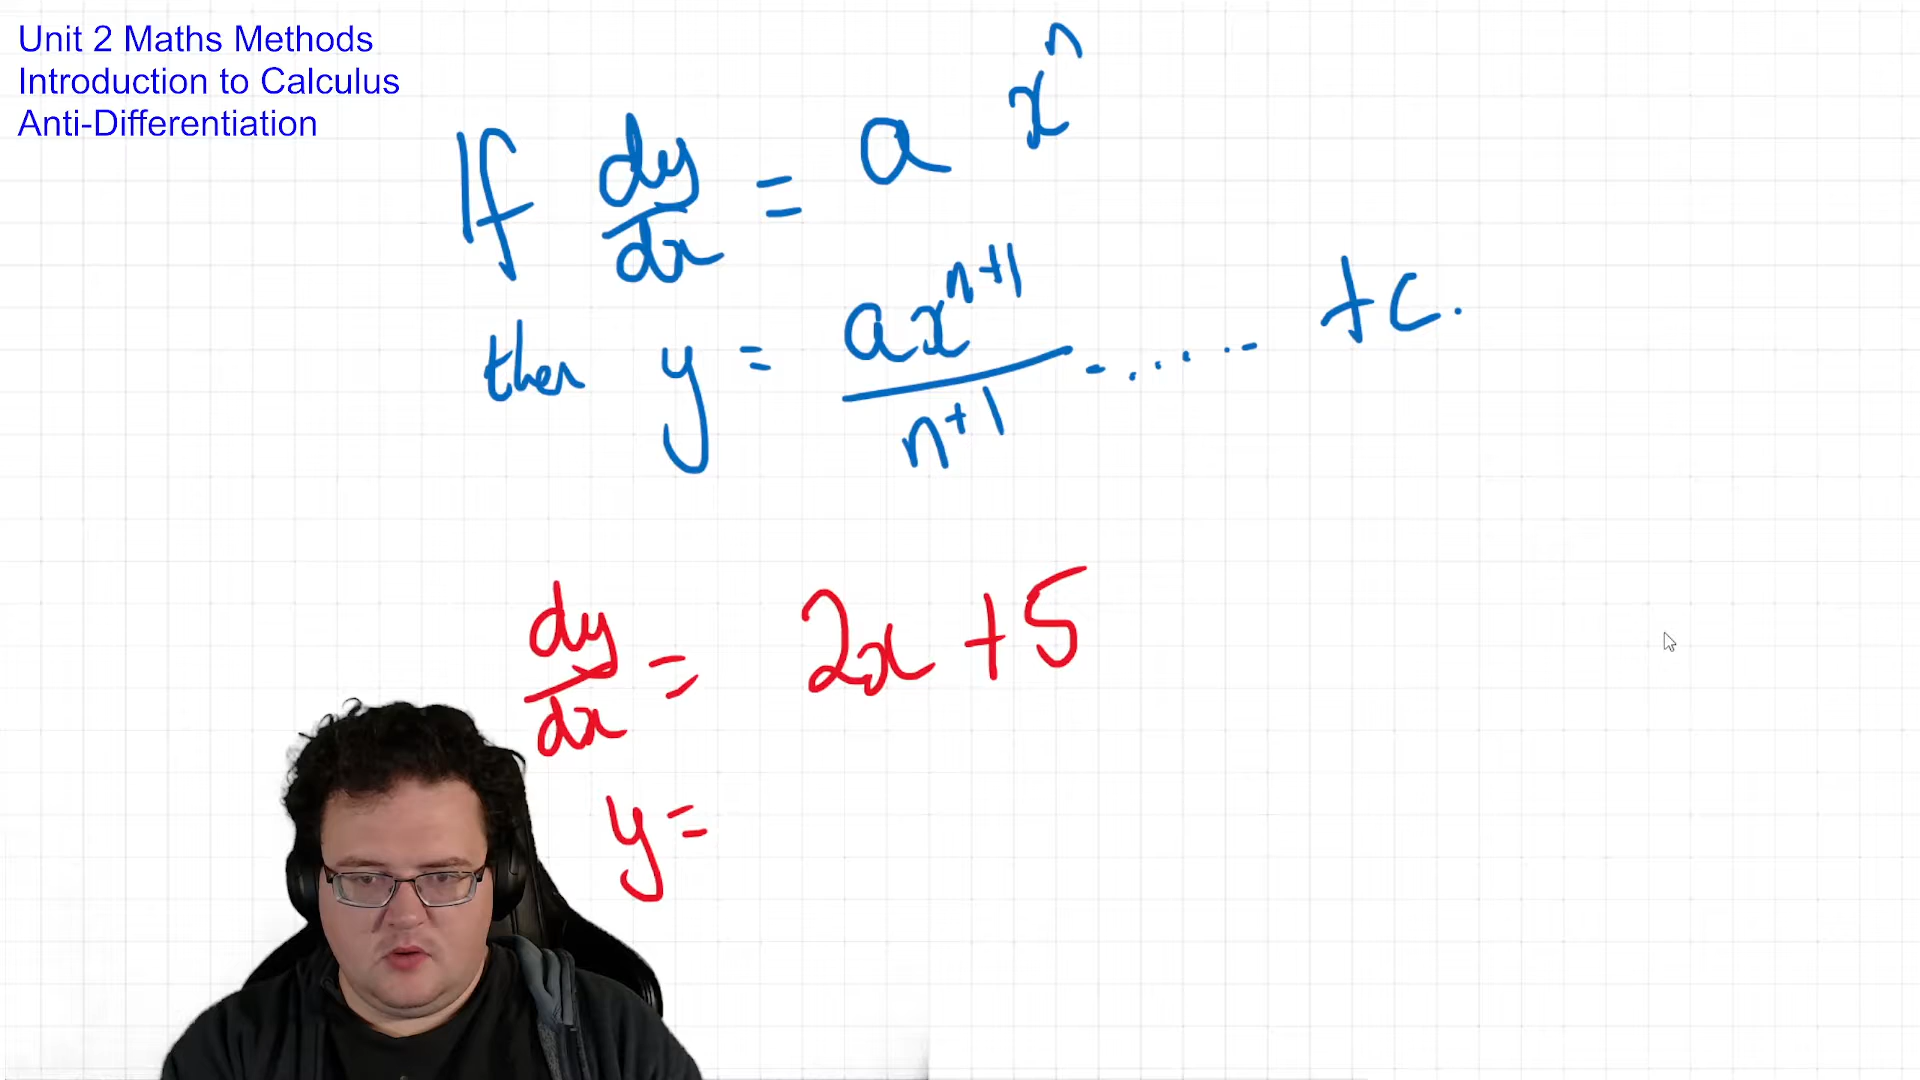 Unit 2 Maths Methods
Introduction to Calculus
Anti-Differentiation
If dy/dx = a x^n
then y = ax^(n+1)/(n+1) ...... +c.
dy/dx = 2x + 5
y =